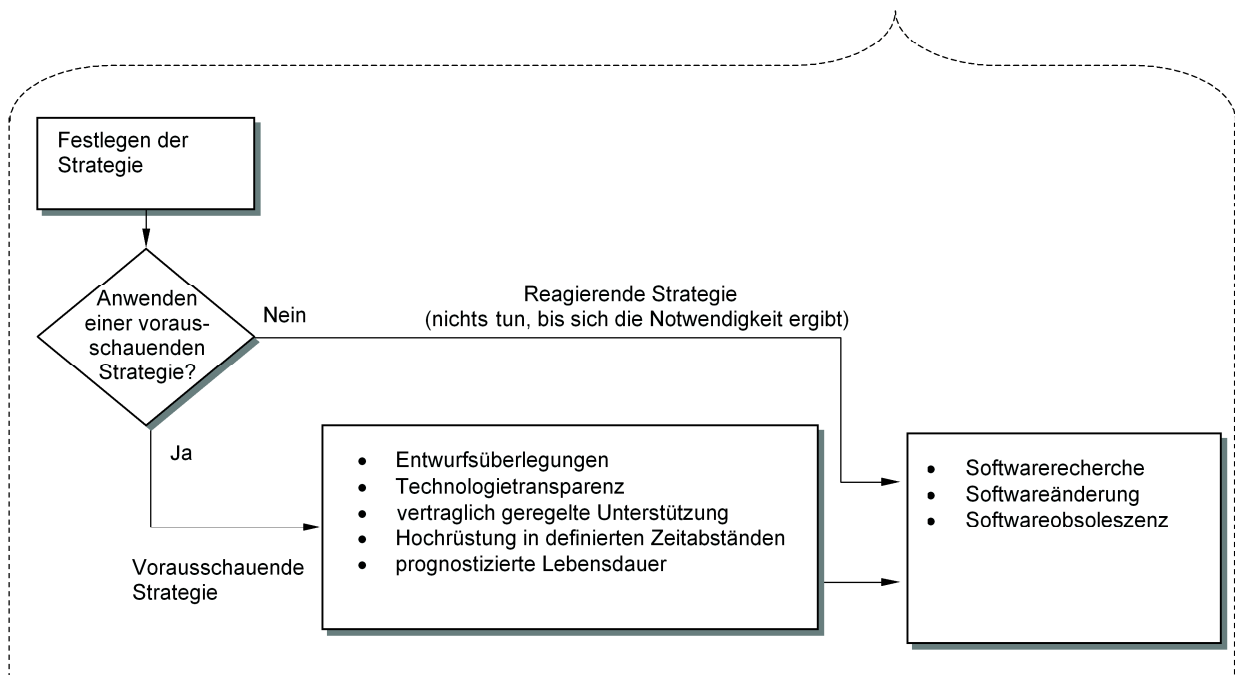 Festlegen der
Strategie
Anwenden
einer voraus-
schauenden
Strategie?
Nein
Reagierende Strategie
(nichts tun, bis sich die Notwendigkeit ergibt)
Ja
Vorausschauende
Strategie
• Entwurfsüberlegungen
• Technologietransparenz
• vertraglich geregelte Unterstützung
• Hochrüstung in definierten Zeitabständen
• prognostizierte Lebensdauer
• Softwarerecherche
• Softwareänderung
• Softwareobsoleszenz